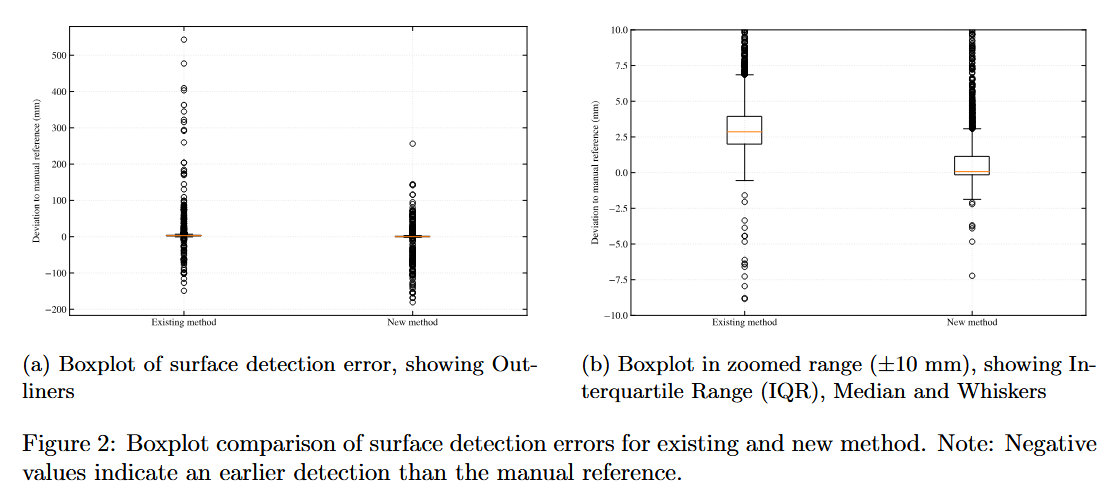 500
400
300
200
100
0
−100
−200
Deviation to manual reference (mm)
Existing method New method
10.0
7.5
5.0
2.5
0.0
−2.5
−5.0
−7.5
−10.0
Deviation to manual reference (mm)
Existing method New method
(a) Boxplot of surface detection error, showing Out-
liners
(b) Boxplot in zoomed range (±10 mm), showing In-
terquartile Range (IQR), Median and Whiskers
Figure 2: Boxplot comparison of surface detection errors for existing and new method. Note: Negative
values indicate an earlier detection than the manual reference.